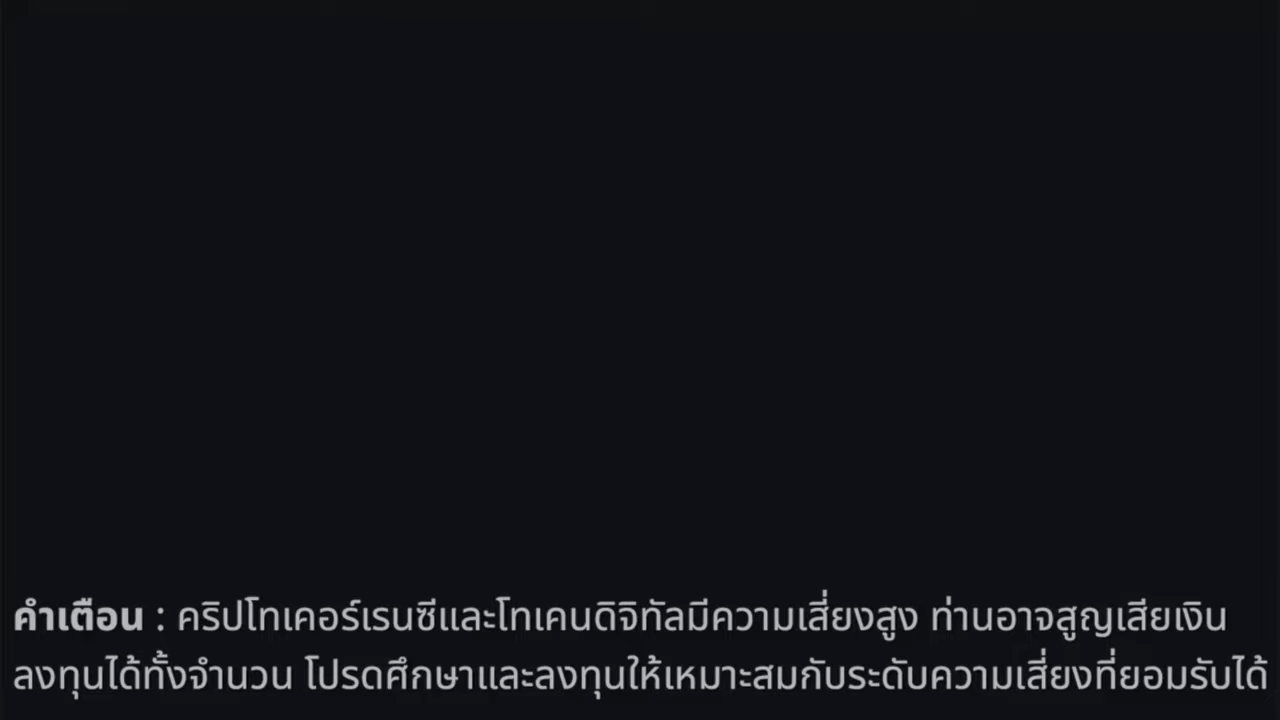 คำเตือน : คริปโทเคอร์เรนซีและโทเคนดิจิทัลมีความเสี่ยงสูง ท่านอาจสูญเสียเงิน
ลงทุนได้ทั้งจำนวน โปรดศึกษาและลงทุนให้เหมาะสมกับระดับความเสี่ยงที่ยอมรับได้